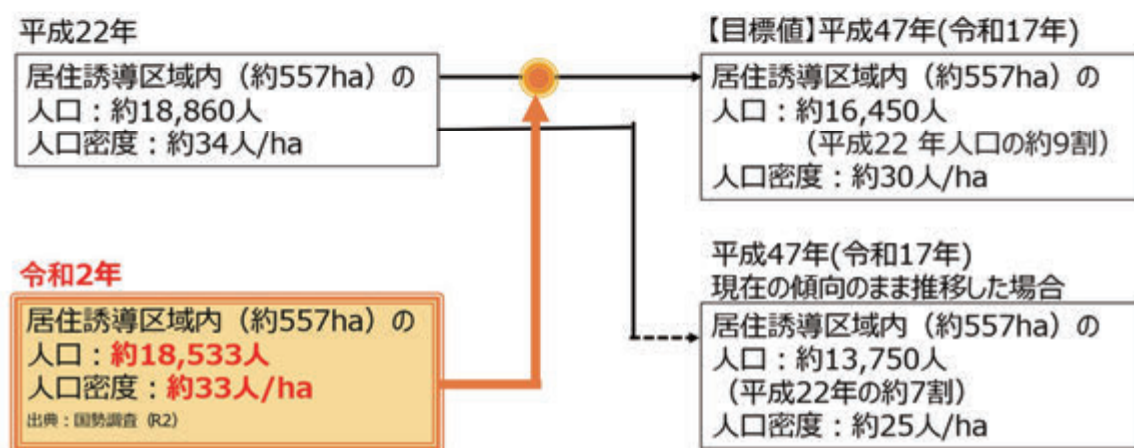 平成22年
居住誘導区域内（約557ha）の
人口：約18,860人
人口密度：約34人/ha
【目標値】平成47年(令和17年)
居住誘導区域内（約557ha）の
人口：約16,450人
（平成22 年人口の約9割）
人口密度：約30人/ha
令和2年
居住誘導区域内（約557ha）の
人口：約18,533人
人口密度：約33人/ha
出典：国勢調査（R2）
平成47年(令和17年)
現在の傾向のまま推移した場合
居住誘導区域内（約557ha）の
人口：約13,750人
（平成22年の約7割）
人口密度：約25人/ha